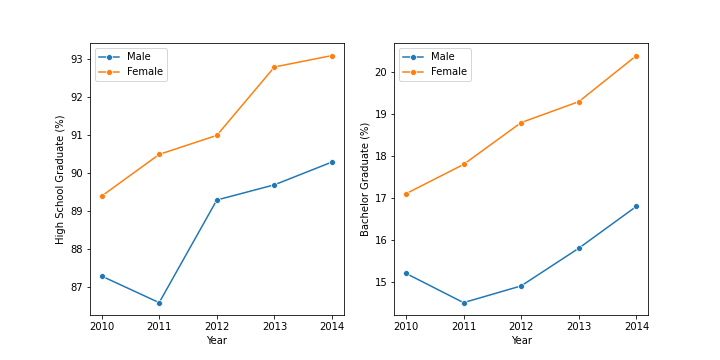 Male
Female
High School Graduate (%)
93
92
91
90
89
88
87
2010 2011 2012 2013 2014
Year
Male
Female
Bachelor Graduate (%)
20
19
18
17
16
15
2010 2011 2012 2013 2014
Year